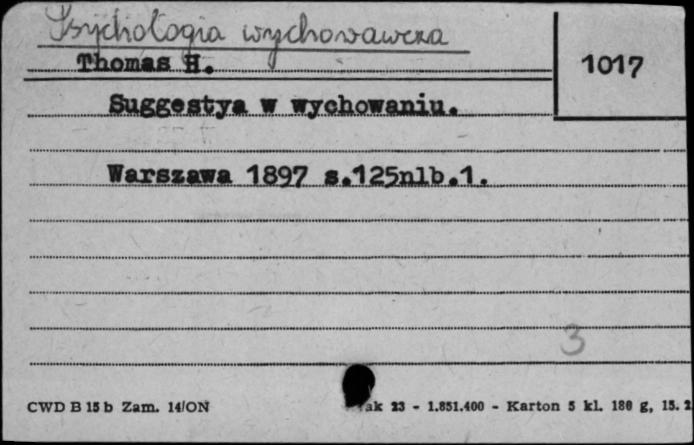 Psychologia wychowawcza
Thomas H.
1017
Suggestya w wychowaniu.
Warszawa 1897 s.125nlb.1.
3
CWD B 15 b Zam. 14/ON
23 - 1.851.400 - Karton 5 kl. 180 g, 15.2